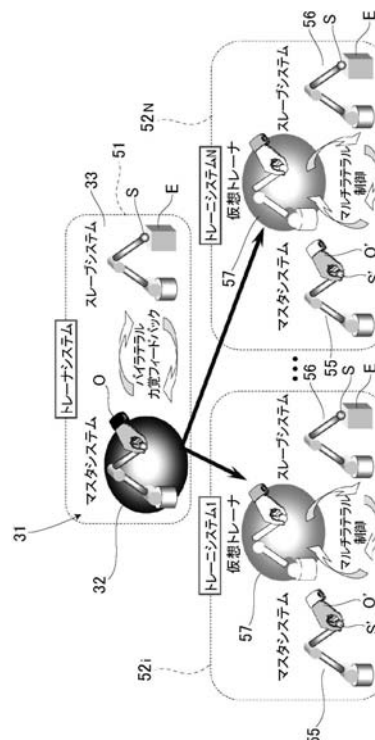 31
トレーナシステム
51
マスタシステム
O
32
スレーブシステム
33
S
E
バイラテラル
力覚フィードバック
52i
トレーニシステム1
マスタシステム
仮想トレーナ
スレーブシステム
55
S'
O'
57
56
S
E
マルチラテラル
制御
•••
52N
トレーニシステムN
マスタシステム
仮想トレーナ
スレーブシステム
55
S'
O'
57
56
S
E
マルチラテラル
制御